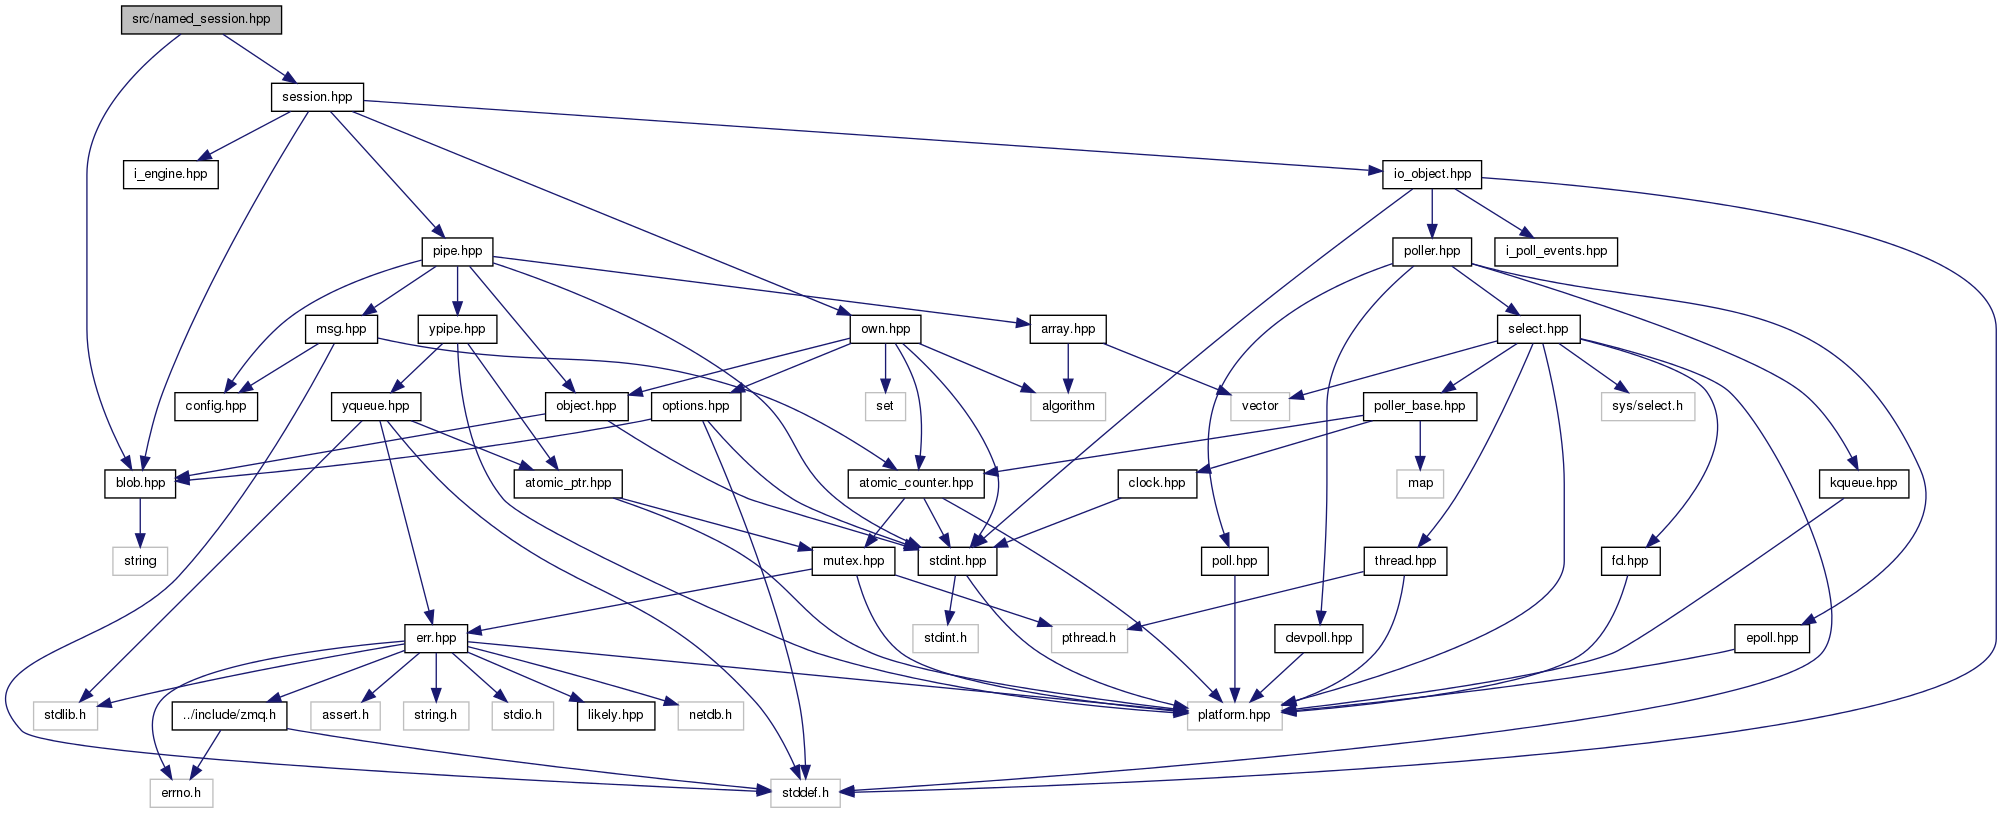 src/named_session.hpp
session.hpp
i_engine.hpp
io_object.hpp
pipe.hpp
poller.hpp
i_poll_events.hpp
msg.hpp
ypipe.hpp
own.hpp
array.hpp
select.hpp
config.hpp
yqueue.hpp
object.hpp
options.hpp
set
algorithm
vector
poller_base.hpp
sys/select.h
blob.hpp
atomic_ptr.hpp
atomic_counter.hpp
clock.hpp
map
kqueue.hpp
string
mutex.hpp
stdint.hpp
poll.hpp
thread.hpp
fd.hpp
err.hpp
stdint.h
pthread.h
devpoll.hpp
epoll.hpp
stdlib.h
../include/zmq.h
assert.h
string.h
stdio.h
likely.hpp
netdb.h
platform.hpp
errno.h
stddef.h